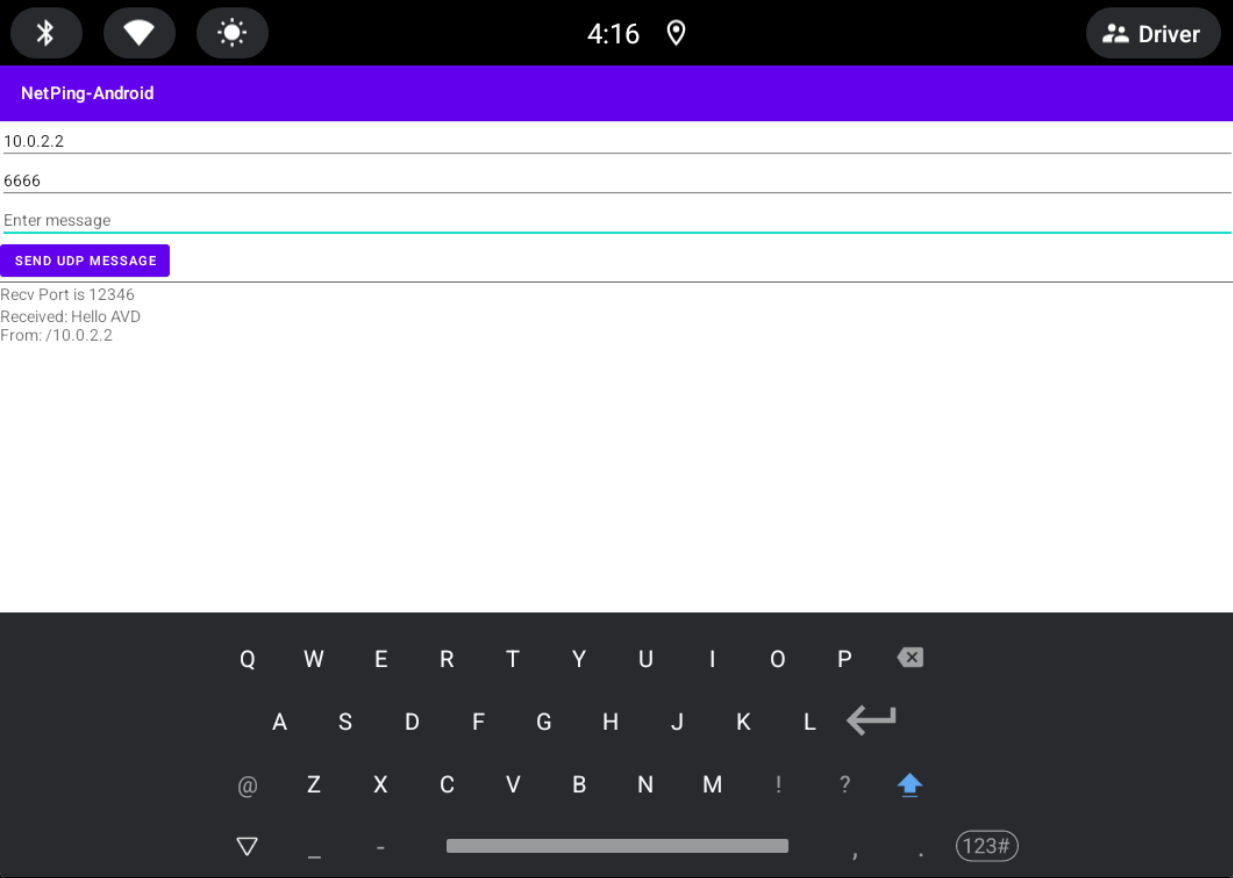 4:16
Driver
NetPing-Android
10.0.2.2
6666
Enter message
SEND UDP MESSAGE
Recv Port is 12346
Received: Hello AVD
From: /10.0.2.2
Q W E R T Y U I O P
A S D F G H J K L
@ Z X C V B N M ! ?
_ - , . 123#